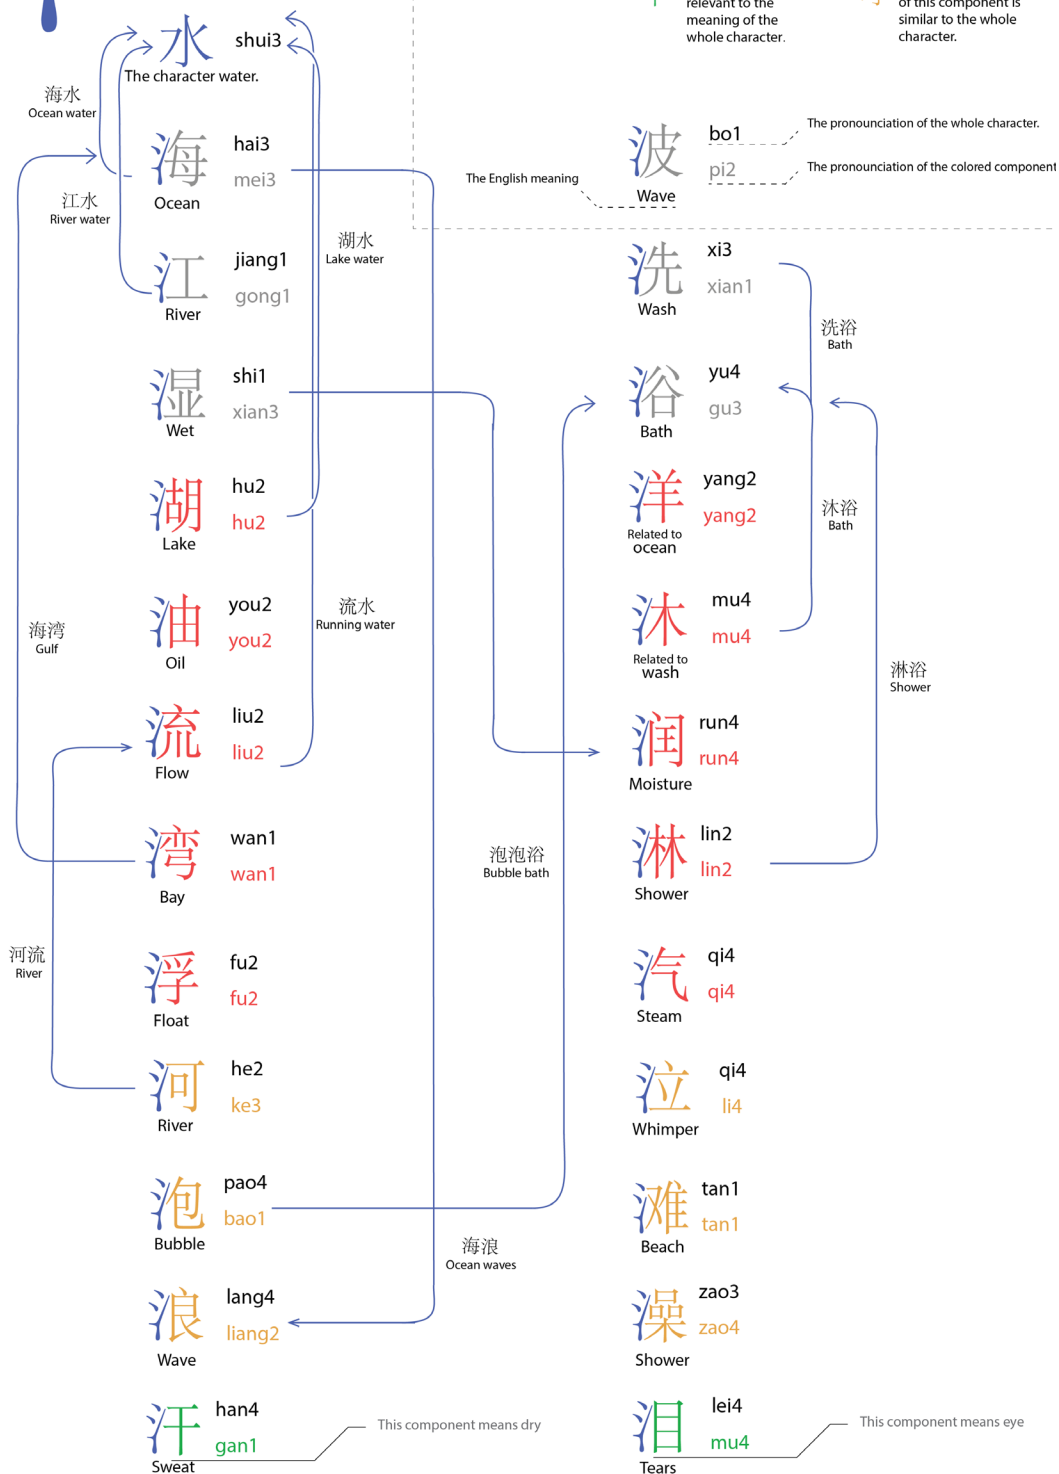 relevant to the
meaning of the
whole character.
of this component is
similar to the whole
character.
水 shui3
The character water.
海水
Ocean water
海 hai3
mei3
Ocean
江水
River water
江 jiang1
gong1
River
湖水
Lake water
湿 shi1
xian3
Wet
湖 hu2
hu2
Lake
油 you2
you2
Oil
海湾
Gulf
流水
Running water
流 liu2
liu2
Flow
湾 wan1
wan1
Bay
河流
River
浮 fu2
fu2
Float
河 he2
ke3
River
泡 pao4
bao1
Bubble
泡泡浴
Bubble bath
海浪
Ocean waves
浪 lang4
liang2
Wave
汗 han4
gan1
Sweat
This component means dry
波 bo1
pi2
Wave
The English meaning
The pronounciation of the whole character.
The pronounciation of the colored component
洗 xi3
xian1
Wash
洗浴
Bath
浴 yu4
gu3
Bath
洋 yang2
yang2
Related to
ocean
沐浴
Bath
沐 mu4
mu4
Related to
wash
淋浴
Shower
润 run4
run4
Moisture
淋 lin2
lin2
Shower
汽 qi4
qi4
Steam
泣 qi4
li4
Whimper
滩 tan1
tan1
Beach
澡 zao3
zao4
Shower
泪 lei4
mu4
Tears
This component means eye